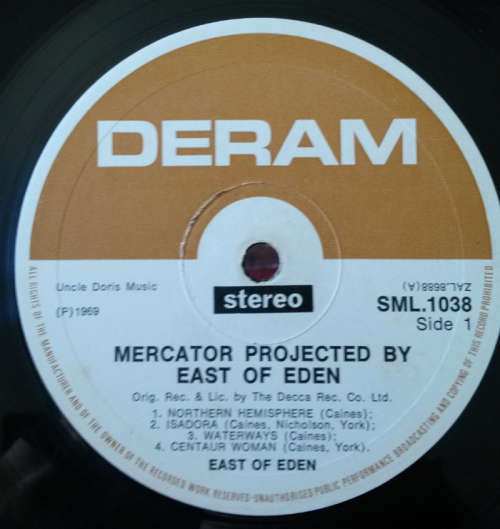 DERAM
Uncle Doris Music
(P)1969
stereo
ZAL.8688(A)
SML.1038
Side 1
MERCATOR PROJECTED BY
EAST OF EDEN
Orig. Rec. & Lic. by The Decca Rec. Co. Ltd.
1. NORTHERN HEMISPHERE (Caines);
2. ISADORA (Caines, Nicholson, York);
3. WATERWAYS (Caines);
4. CENTAUR WOMAN (Caines, York).
EAST OF EDEN
ALL RIGHTS OF THE MANUFACTURER AND OF THE OWNER OF THE RECORDED WORK RESERVED-UNAUTHORISED PUBLIC PERFORMANCE BROADCASTING AND COPYING OF THIS RECORD PROHIBITED